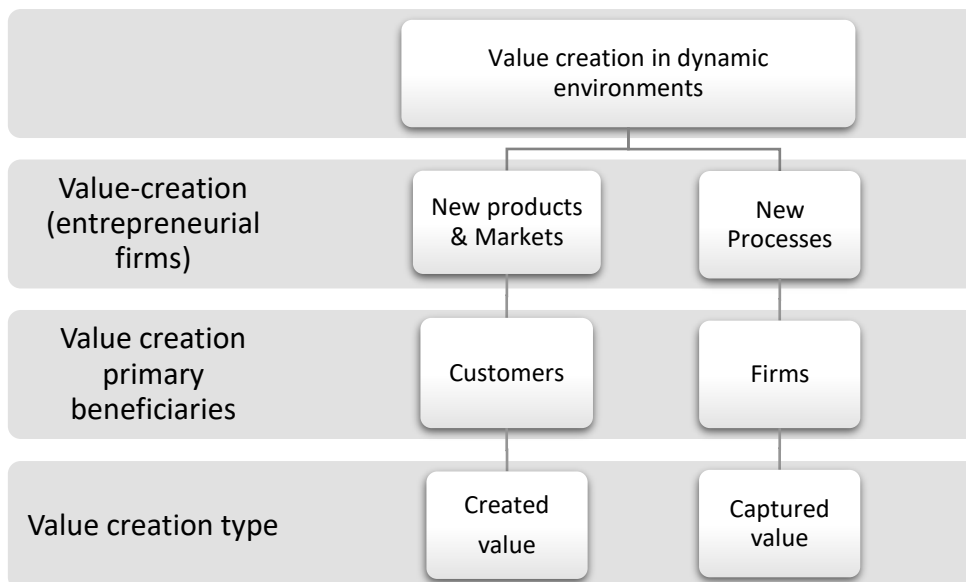 Value creation in dynamic
environments
Value-creation
(entrepreneurial
firms)
New products
& Markets
New
Processes
Value creation
primary
beneficiaries
Customers
Firms
Value creation type
Created
value
Captured
value